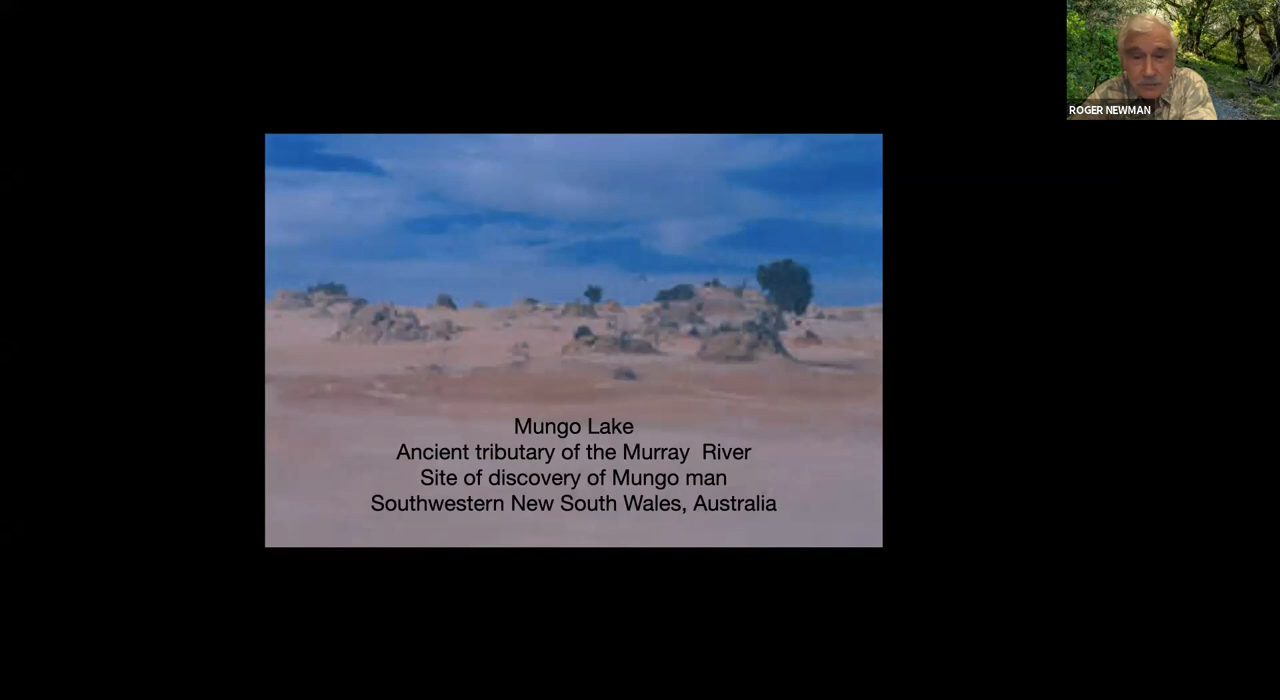 ROGER NEWMAN
Mungo Lake
Ancient tributary of the Murray  River
Site of discovery of Mungo man
Southwestern New South Wales, Australia